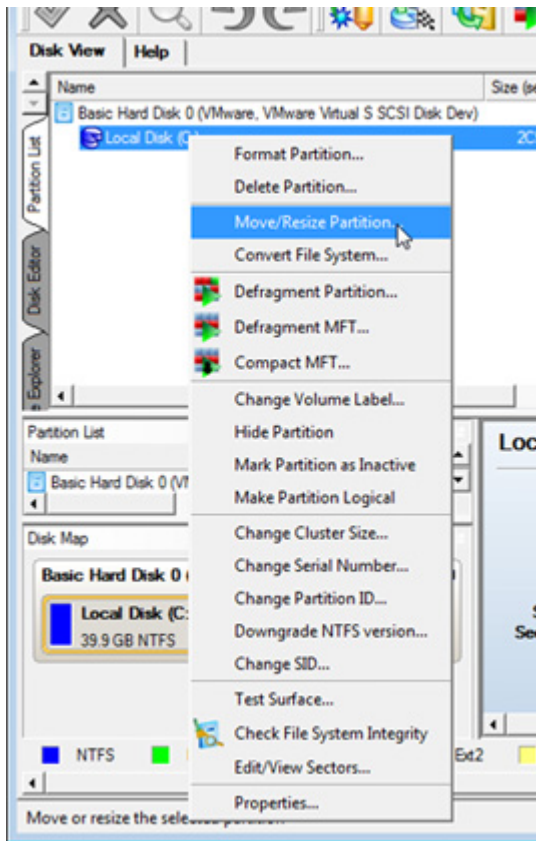 Disk View Help
Name Size (se
Basic Hard Disk 0 (VMware, VMware Virtual S SCSI Disk Dev)
Local Disk (C:
Partition List
Disk Editor
e Explorer
Format Partition...
Delete Partition...
Move/Resize Partition...
Convert File System...
Defragment Partition...
Defragment MFT...
Compact MFT...
Change Volume Label...
Hide Partition
Mark Partition as Inactive
Make Partition Logical
Change Cluster Size...
Change Serial Number...
Change Partition ID...
Downgrade NTFS version...
Change SID...
Test Surface...
Check File System Integrity
Edit/View Sectors...
Properties...
Partition List
Name
Basic Hard Disk 0 (VM
Disk Map
Basic Hard Disk 0
Local Disk (C:
39.9 GB NTFS
Loc
S
Sec
NTFS Ext2
Move or resize the selected partition